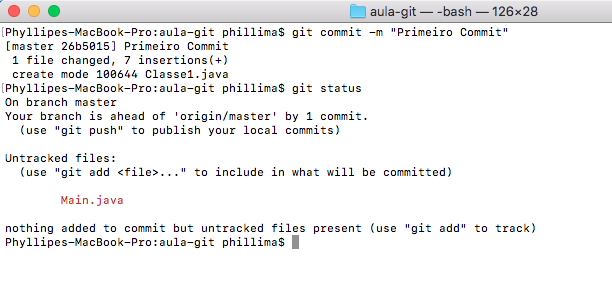 aula-git — -bash — 126×28
[Phyllipes-MacBook-Pro:aula-git phillima$ git commit -m "Primeiro Commit"
[master 26b5015] Primeiro Commit
 1 file changed, 7 insertions(+)
 create mode 100644 Classe1.java
[Phyllipes-MacBook-Pro:aula-git phillima$ git status
On branch master
Your branch is ahead of 'origin/master' by 1 commit.
  (use "git push" to publish your local commits)
Untracked files:
  (use "git add <file>..." to include in what will be committed)
        Main.java
nothing added to commit but untracked files present (use "git add" to track)
Phyllipes-MacBook-Pro:aula-git phillima$